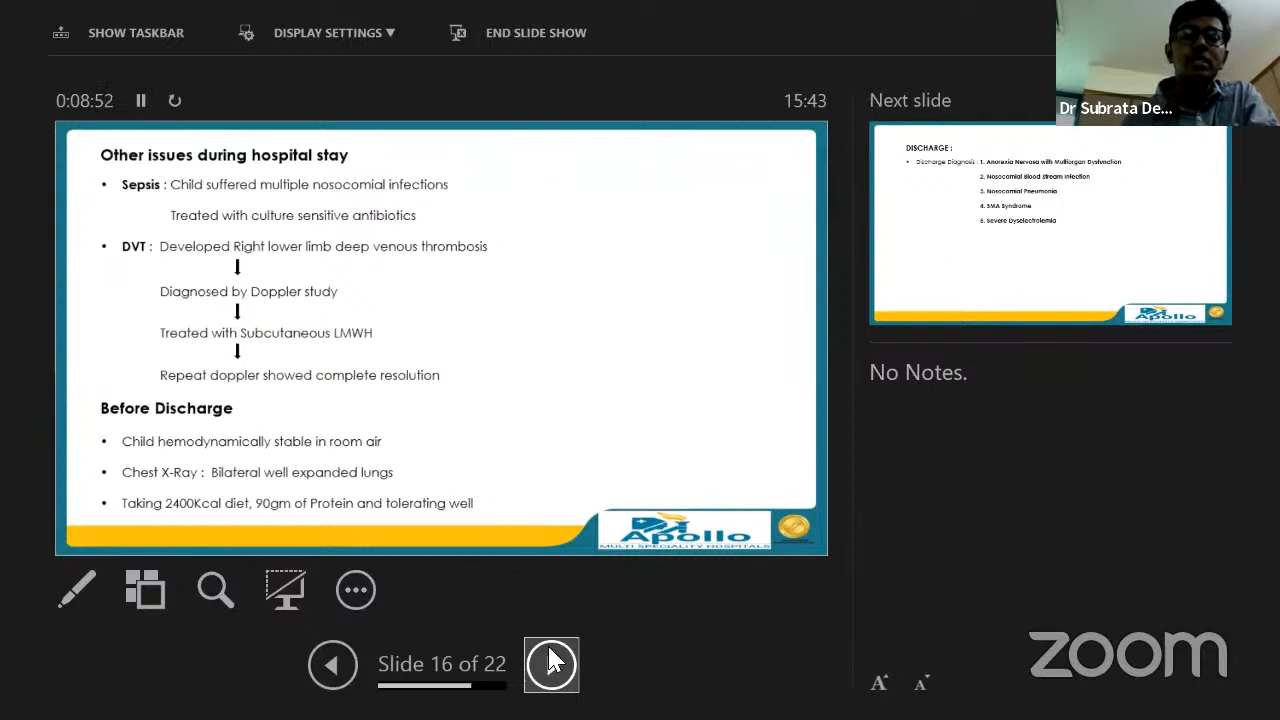 SHOW TASKBAR
DISPLAY SETTINGS ▼
END SLIDE SHOW
0:08:52
15:43
Next slide
Dr Subrata De...
Other issues during hospital stay
• Sepsis : Child suffered multiple nosocomial infections
Treated with culture sensitive antibiotics
• DVT : Developed Right lower limb deep venous thrombosis
Diagnosed by Doppler study
Treated with Subcutaneous LMWH
Repeat doppler showed complete resolution
Before Discharge
• Child hemodynamically stable in room air
• Chest X-Ray : Bilateral well expanded lungs
• Taking 2400Kcal diet, 90gm of Protein and tolerating well
Apollo
MULTI SPECIALITY HOSPITALS
DISCHARGE :
• Discharge Diagnosis : 1. Anorexia Nervosa with Multiorgan Dysfunction
2. Nosocomial Blood Stream Infection
3. Nosocomial Pneumonia
4. SMA Syndrome
5. Severe Dyselectrolemia
Apollo
No Notes.
Slide 16 of 22
A A
zoom